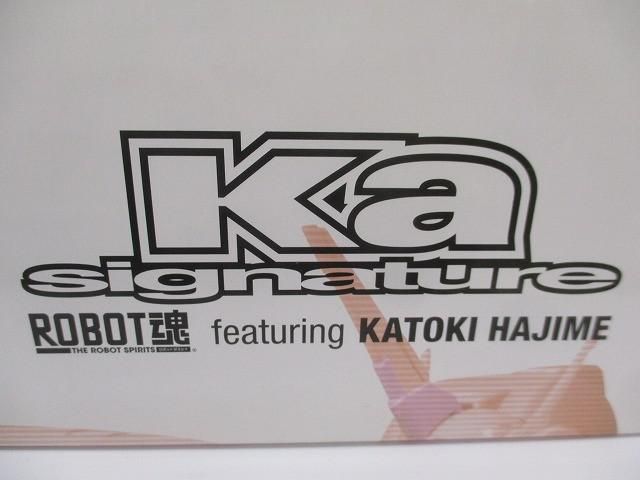 Ka
signature
ROBOT魂 featuring KATOKI HAJIME
THE ROBOT SPIRITS